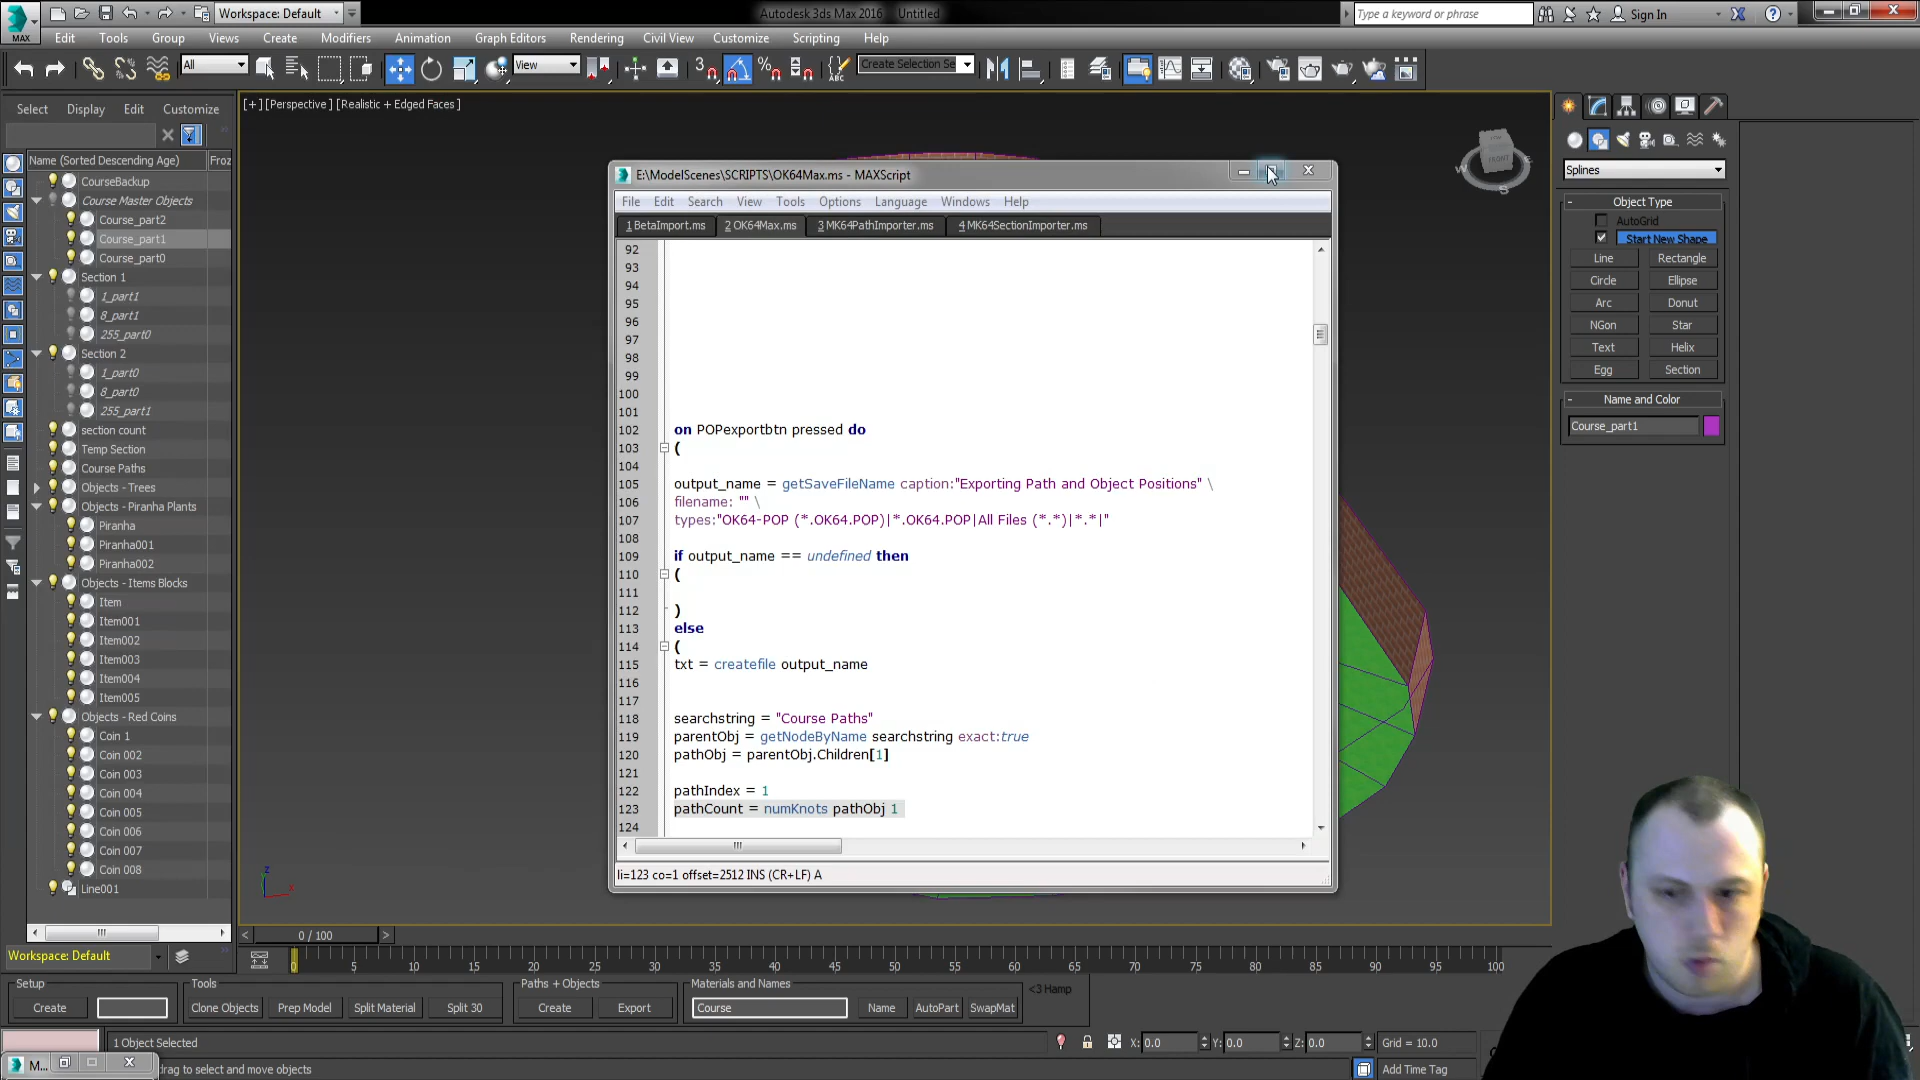 Workspace: Default
Autodesk 3ds Max 2016 Untitled
Type a keyword or phrase
Sign In
MAX
Edit Tools Group Views Create Modifiers Animation Graph Editors Rendering Civil View Customize Scripting Help
All
View
Create Selection Se
Select Display Edit Customize
Name (Sorted Descending Age) Froz
CourseBackup
Course Master Objects
Course_part2
Course_part1
Course_part0
Section 1
1_part1
8_part1
255_part0
Section 2
1_part0
8_part0
255_part1
section count
Temp Section
Course Paths
Objects - Trees
Objects - Piranha Plants
Piranha
Piranha001
Piranha002
Objects - Items Blocks
Item
Item001
Item002
Item003
Item004
Item005
Objects - Red Coins
Coin 1
Coin 002
Coin 003
Coin 004
Coin 005
Coin 006
Coin 007
Coin 008
Line001
[+] [Perspective] [Realistic + Edged Faces]
E:\ModelScenes\SCRIPTS\OK64Max.ms - MAXScript
File Edit Search View Tools Options Language Windows Help
1 BetaImport.ms 2 OK64Max.ms 3 MK64PathImporter.ms 4 MK64SectionImporter.ms
92
93
94
95
96
97
98
99
100
101
102 on POPexportbtn pressed do
103 (
104
105 output_name = getSaveFileName caption:"Exporting Path and Object Positions" \
106 filename: "" \
107 types:"OK64-POP (*.OK64.POP)|*.OK64.POP|All Files (*.*)|*.*|"
108
109 if output_name == undefined then
110 (
111
112 )
113 else
114 (
115 txt = createfile output_name
116
117
118 searchstring = "Course Paths"
119 parentObj = getNodeByName searchstring exact:true
120 pathObj = parentObj.Children[1]
121
122 pathIndex = 1
123 pathCount = numKnots pathObj 1
124
li=123 co=1 offset=2512 INS (CR+LF) A
FRONT
W
S
Splines
Object Type
AutoGrid
Start New Shape
Line Rectangle
Circle Ellipse
Arc Donut
NGon Star
Text Helix
Egg Section
Name and Color
Course_part1
z
x
Workspace: Default
0 / 100
0 5 10 15 20 25 30 35 40 45 50 55 60 65 70 75 80 85 90 95 100
Setup Tools Paths + Objects Materials and Names
<3 Hamp
Create Clone Objects Prep Model Split Material Split 30 Create Export Course Name AutoPart SwapMat
1 Object Selected
X: 0.0 Y: 0.0 Z: 0.0 Grid = 10.0
M...
drag to select and move objects
Add Time Tag